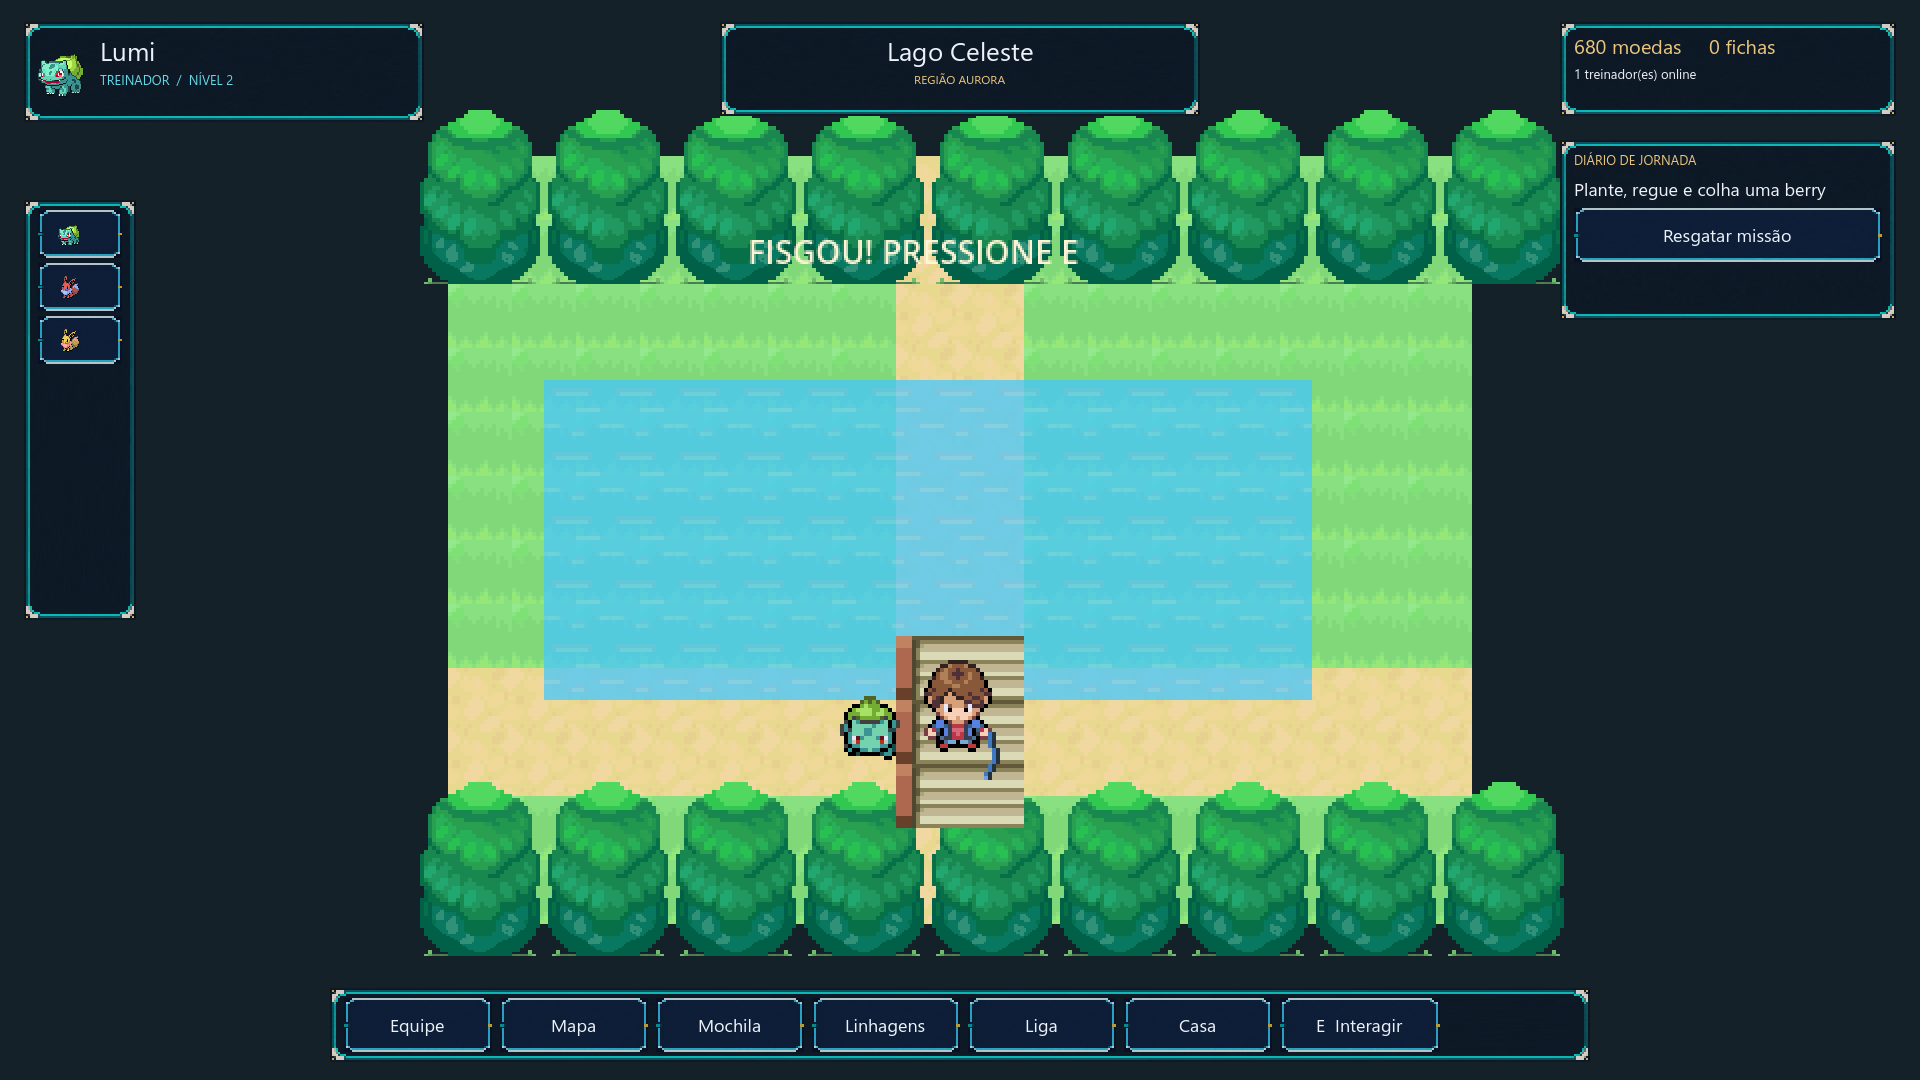 Lumi
TREINADOR / NÍVEL 2
Lago Celeste
REGIÃO AURORA
680 moedas 0 fichas
1 treinador(es) online
DIÁRIO DE JORNADA
Plante, regue e colha uma berry
Resgatar missão
FISGOU! PRESSIONE E
Equipe
Mapa
Mochila
Linhagens
Liga
Casa
E Interagir